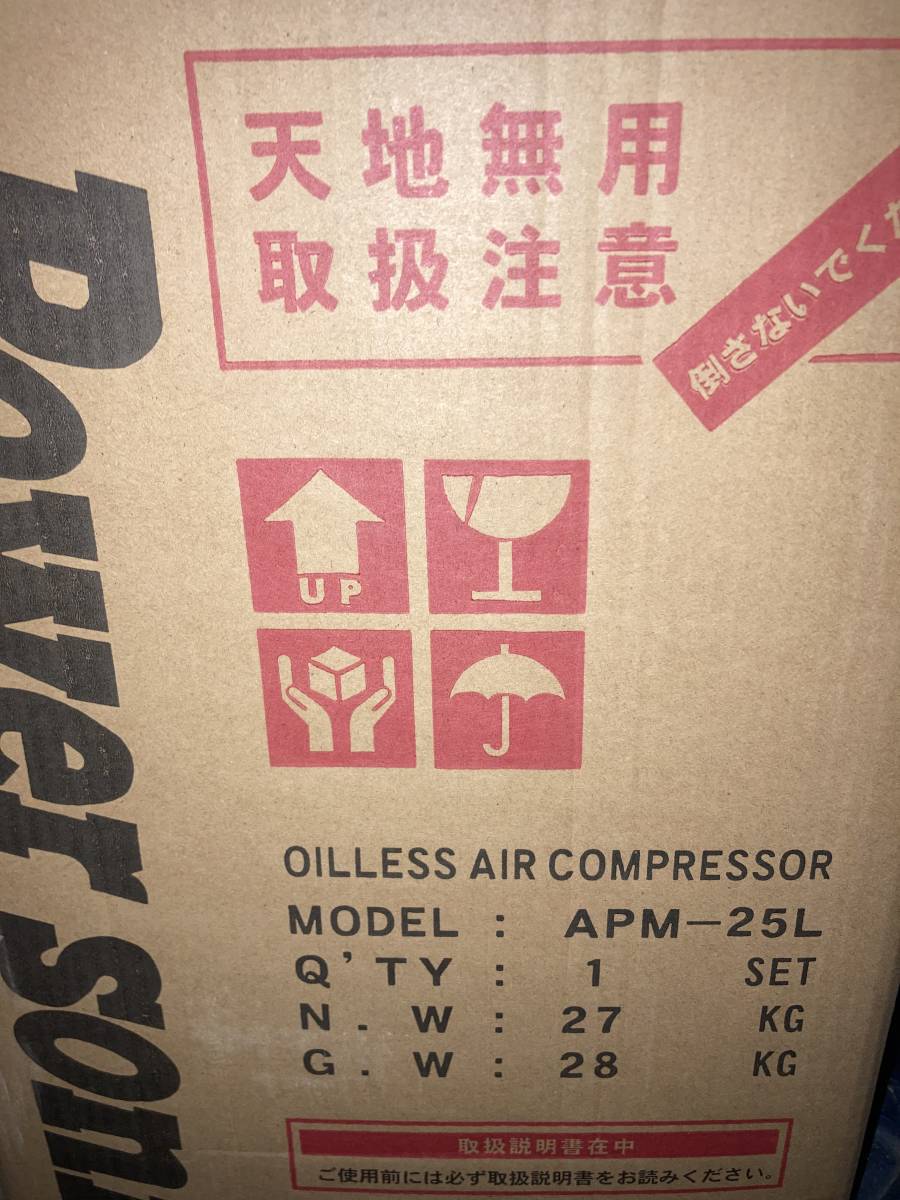 天地無用
取扱注意
倒さないでくだ
Power soni
UP
OILLESS AIR COMPRESSOR
MODEL : APM-25L
Q'TY : 1 SET
N. W : 27 KG
G. W : 28 KG
取扱説明書在中
ご使用前には必ず取扱説明書をお読みください。